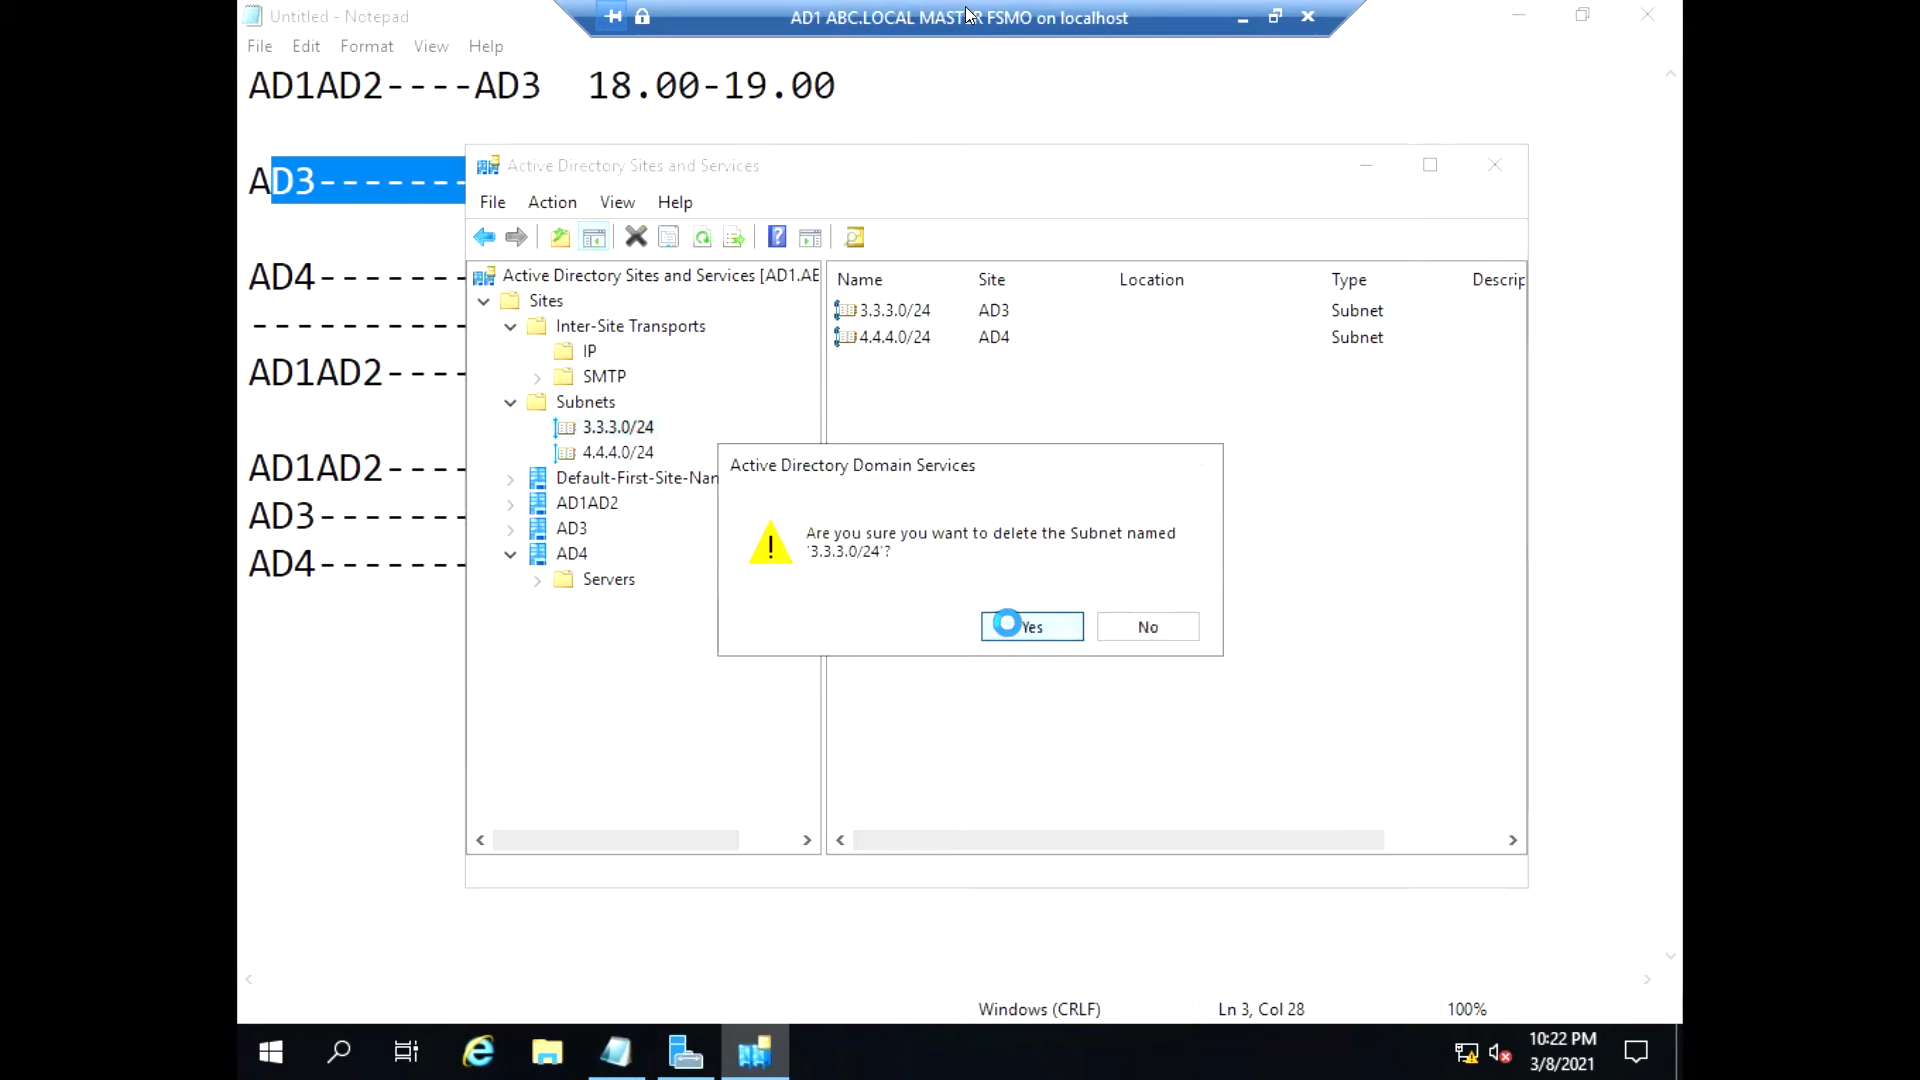 Untitled - Notepad
AD1 ABC.LOCAL MASTER FSMO on localhost
File Edit Format View Help
AD1AD2----AD3 18.00-19.00
AD3-------
AD4-------
----------
AD1AD2----
AD1AD2----
AD3-------
AD4-------
Active Directory Sites and Services
File Action View Help
Active Directory Sites and Services [AD1.AB
Sites
Inter-Site Transports
IP
SMTP
Subnets
3.3.3.0/24
4.4.4.0/24
Default-First-Site-Nam
AD1AD2
AD3
AD4
Servers
Name Site Location Type Descrip
3.3.3.0/24 AD3 Subnet
4.4.4.0/24 AD4 Subnet
Active Directory Domain Services
Are you sure you want to delete the Subnet named
'3.3.3.0/24'?
Yes No
Windows (CRLF) Ln 3, Col 28 100%
10:22 PM
3/8/2021